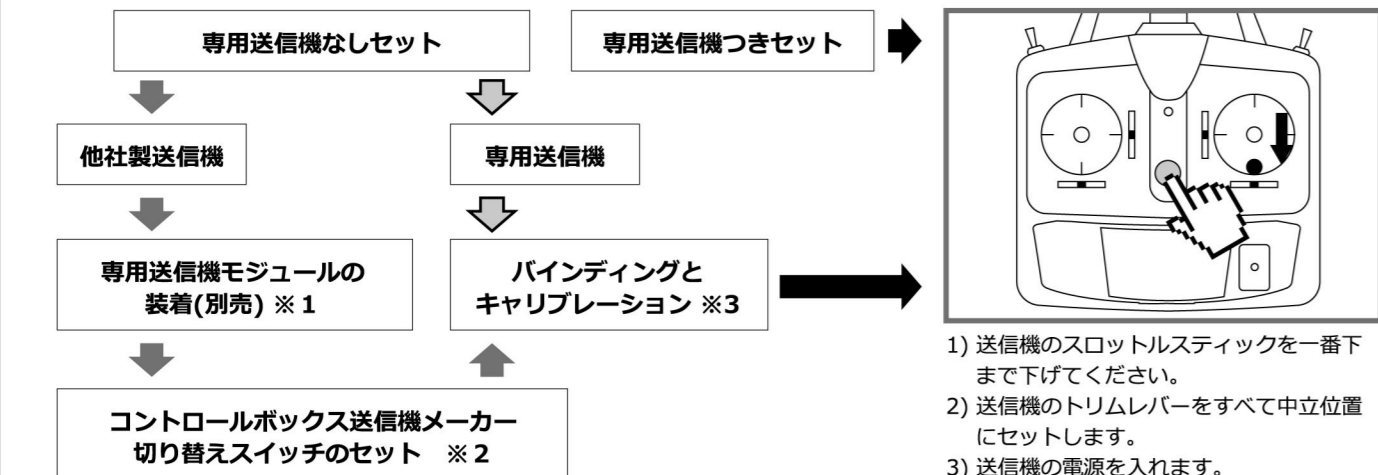 専用送信機なしセット
専用送信機つきセット
他社製送信機
専用送信機
専用送信機モジュールの
装着(別売) ※1
バインディングと
キャリブレーション ※3
コントロールボックス送信機メーカー
切り替えスイッチのセット ※2
1) 送信機のスロットルスティックを一番下
まで下げてください。
2) 送信機のトリムレバーをすべて中立位置
にセットします。
3) 送信機の電源を入れます。